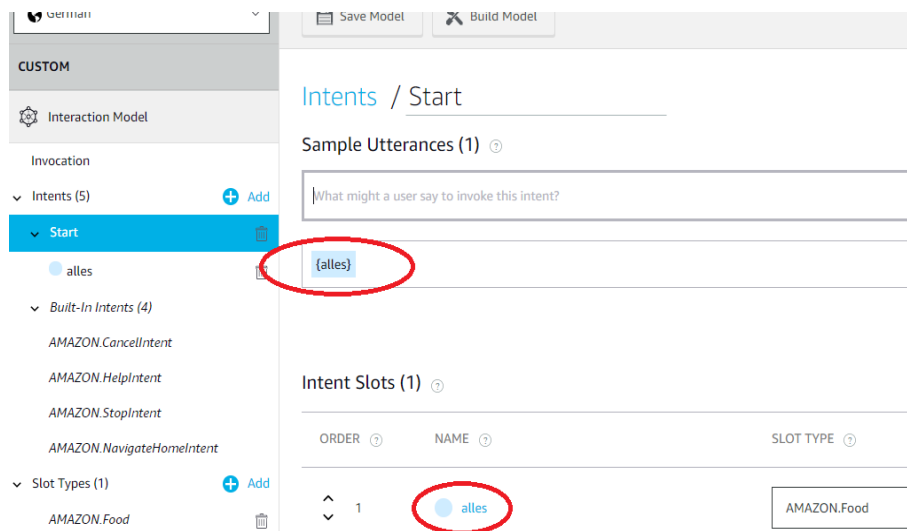 German
Save Model
Build Model
CUSTOM
Interaction Model
Invocation
Intents (5)
Add
Start
alles
Built-In Intents (4)
AMAZON.CancelIntent
AMAZON.HelpIntent
AMAZON.StopIntent
AMAZON.NavigateHomeIntent
Slot Types (1)
Add
AMAZON.Food
Intents / Start
Sample Utterances (1) ?
What might a user say to invoke this intent?
{alles}
Intent Slots (1) ?
ORDER ? NAME ? SLOT TYPE ?
1 alles AMAZON.Food